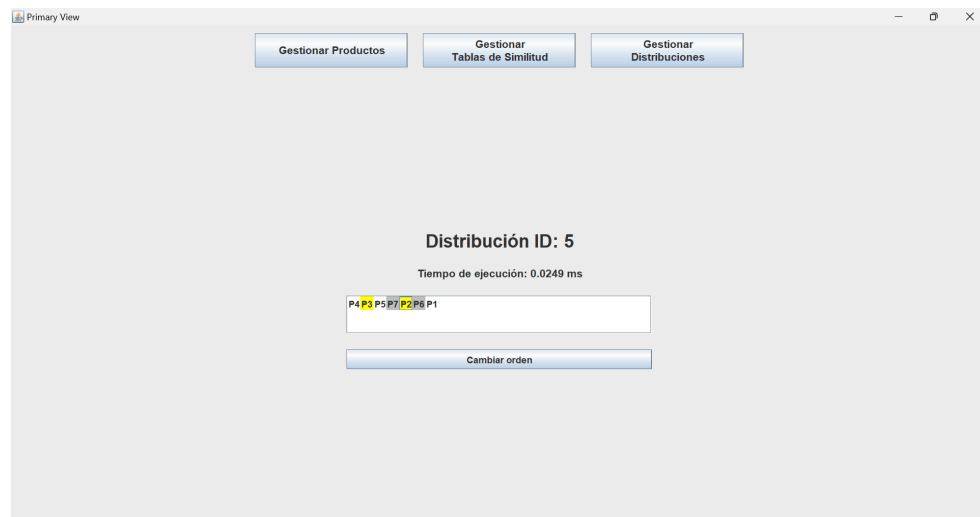 Primary View
Gestionar Productos
Gestionar
Tablas de Similitud
Gestionar
Distribuciones
Distribución ID: 5
Tiempo de ejecución: 0.0249 ms
P4 P3 P5 P7 P2 P6 P1
Cambiar orden